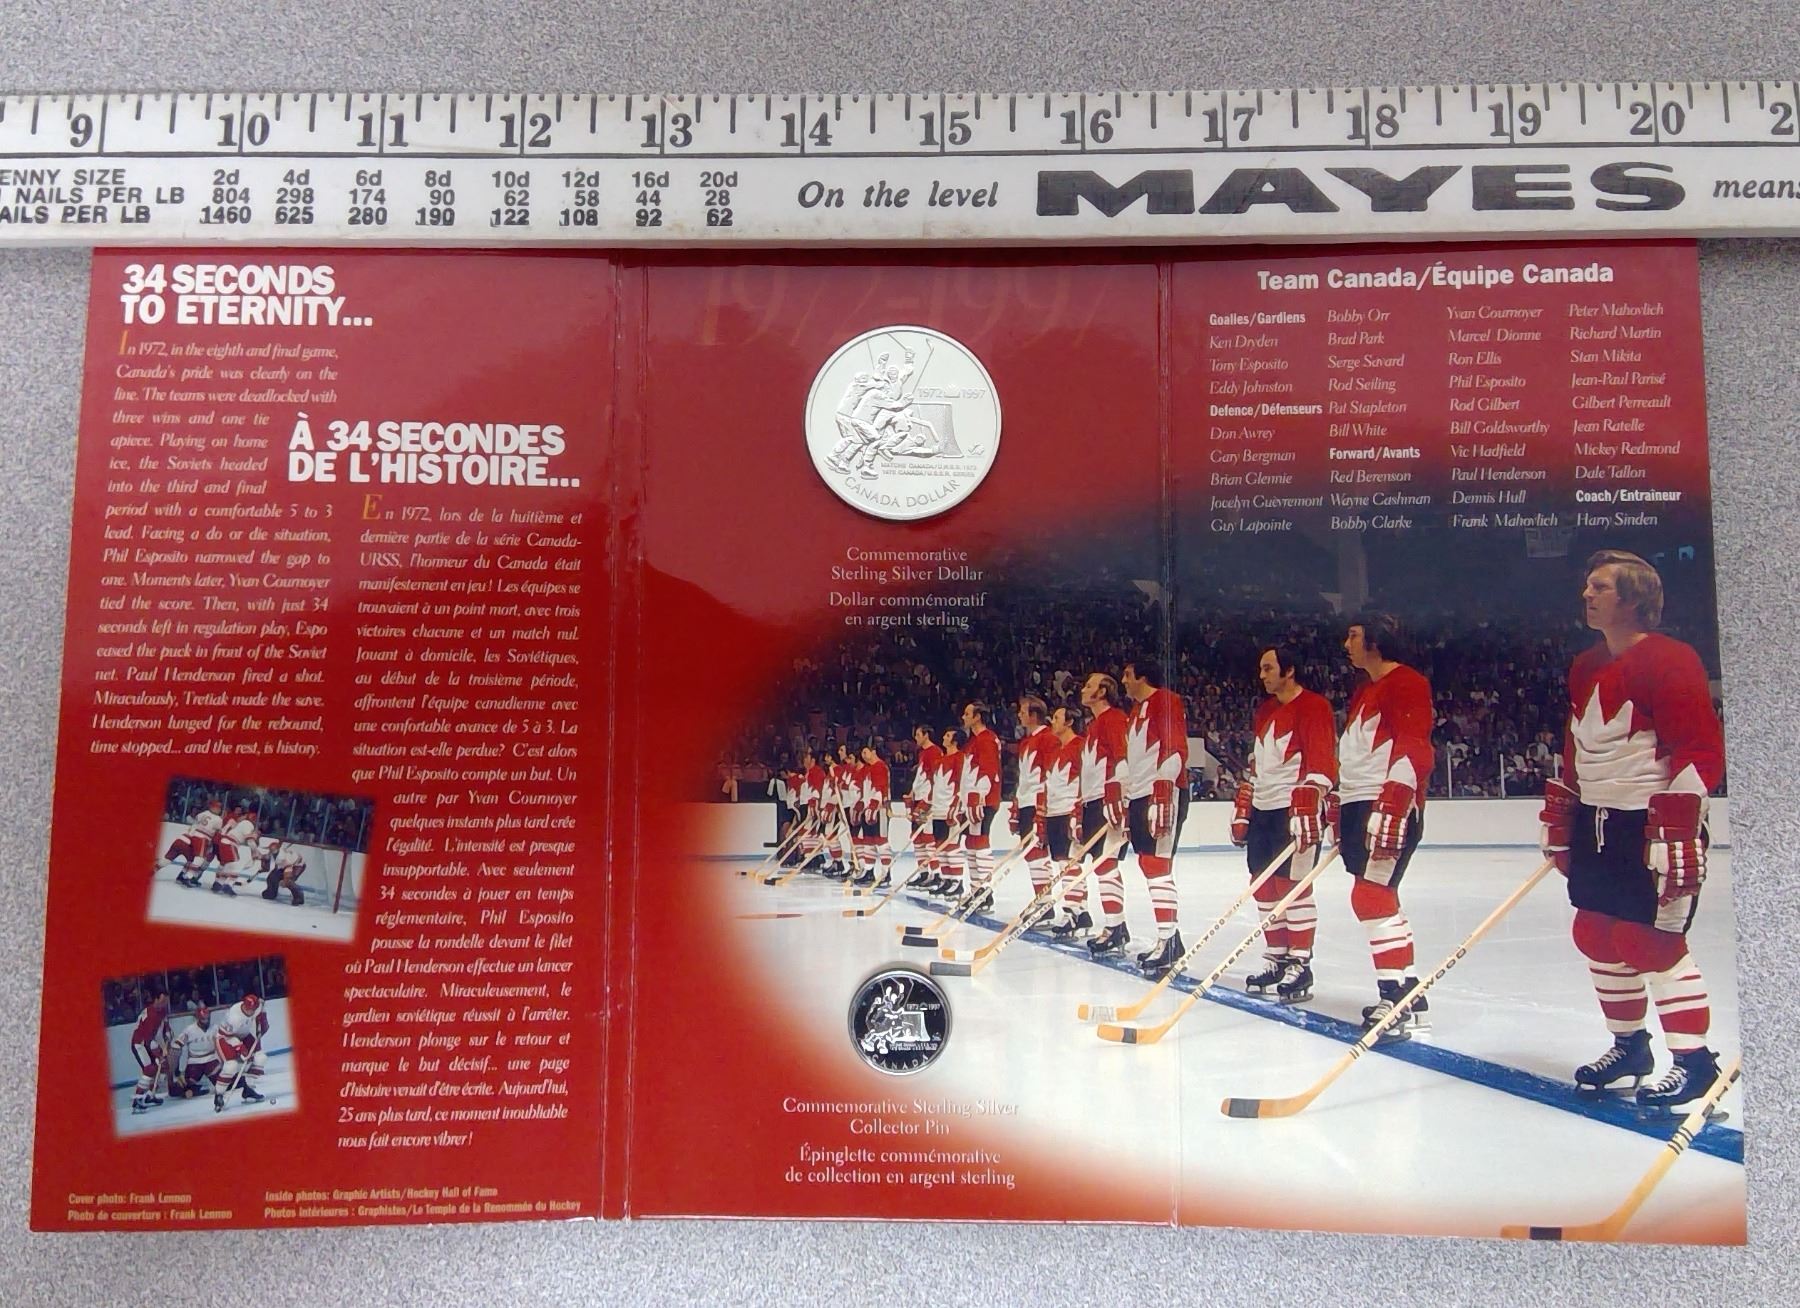 9 10 11 12 13 14 15 16 17 18 19 20 2
ENNY SIZE 2d 4d 6d 8d 10d 12d 16d 20d
NAILS PER LB 804 298 174 90 62 58 44 28
AILS PER LB 1460 625 280 190 122 108 92 62
On the level MAYES means
34 SECONDS
TO ETERNITY...
In 1972, in the eighth and final game,
Canada's pride was clearly on the
line. The teams were deadlocked with
three wins and one tie
apiece. Playing on home
ice, the Soviets headed
into the third and final
period with a comfortable 5 to 3
lead. Facing a do or die situation,
Phil Esposito narrowed the gap to
one. Moments later, Yvan Cournoyer
tied the score. Then, with just 34
seconds left in regulation play, Espo
eased the puck in front of the Soviet
net. Paul Henderson fired a shot.
Miraculously, Tretiak made the save.
Henderson lunged for the rebound,
time stopped... and the rest, is history.
À 34 SECONDES
DE L'HISTOIRE...
En 1972, lors de la huitième et
dernière partie de la série Canada-
URSS, l'honneur du Canada était
manifestement en jeu! Les équipes se
trouvaient à un point mort, avec trois
victoires chacune et un match nul.
Jouant à domicile, les Soviétiques,
au début de la troisième période,
affrontent l'équipe canadienne avec
une confortable avance de 5 à 3. La
situation est-elle perdue? C'est alors
que Phil Esposito compte un but. Un
autre par Yvan Cournoyer
quelques instants plus tard crée
l'égalité. L'intensité est presque
insupportable. Avec seulement
34 secondes à jouer en temps
réglementaire, Phil Esposito
pousse la rondelle devant le filet
où Paul Henderson effectue un lancer
spectaculaire. Miraculeusement, le
gardien soviétique réussit à l'arrêter.
Henderson plonge sur le retour et
marque le but décisif... une page
d'histoire venait d'être écrite. Aujourd'hui,
25 ans plus tard, ce moment inoubliable
nous fait encore vibrer!
Cover photo: Frank Lennon
Photo de couverture : Frank Lennon
Inside photos: Graphic Artists/Hockey Hall of Fame
Photos intérieures : Graphistes/Le Temple de la Renommée du Hockey
1972-1997
1972 1997
MATCHS CANADA/U.R.S.S. 1972
1972 CANADA/U.S.S.R. SERIES
CANADA DOLLAR
Commemorative
Sterling Silver Dollar
Dollar commémoratif
en argent sterling
1972 1997
CANADA
Commemorative Sterling Silver
Collector Pin
Épinglette commémorative
de collection en argent sterling
Team Canada/Équipe Canada
Goalies/Gardiens
Ken Dryden
Tony Esposito
Eddy Johnston
Defence/Défenseurs
Don Awrey
Gary Bergman
Brian Glennie
Jocelyn Guèvremont
Guy Lapointe
Bobby Orr
Brad Park
Serge Savard
Rod Seiling
Pat Stapleton
Bill White
Forward/Avants
Red Berenson
Wayne Cashman
Bobby Clarke
Yvan Cournoyer
Marcel Dionne
Ron Ellis
Phil Esposito
Rod Gilbert
Bill Goldsworthy
Vic Hadfield
Paul Henderson
Dennis Hull
Frank Mahovlich
Peter Mahovlich
Richard Martin
Stan Mikita
Jean-Paul Parisé
Gilbert Perreault
Jean Ratelle
Mickey Redmond
Dale Tallon
Coach/Entraîneur
Harry Sinden
SHERWOOD